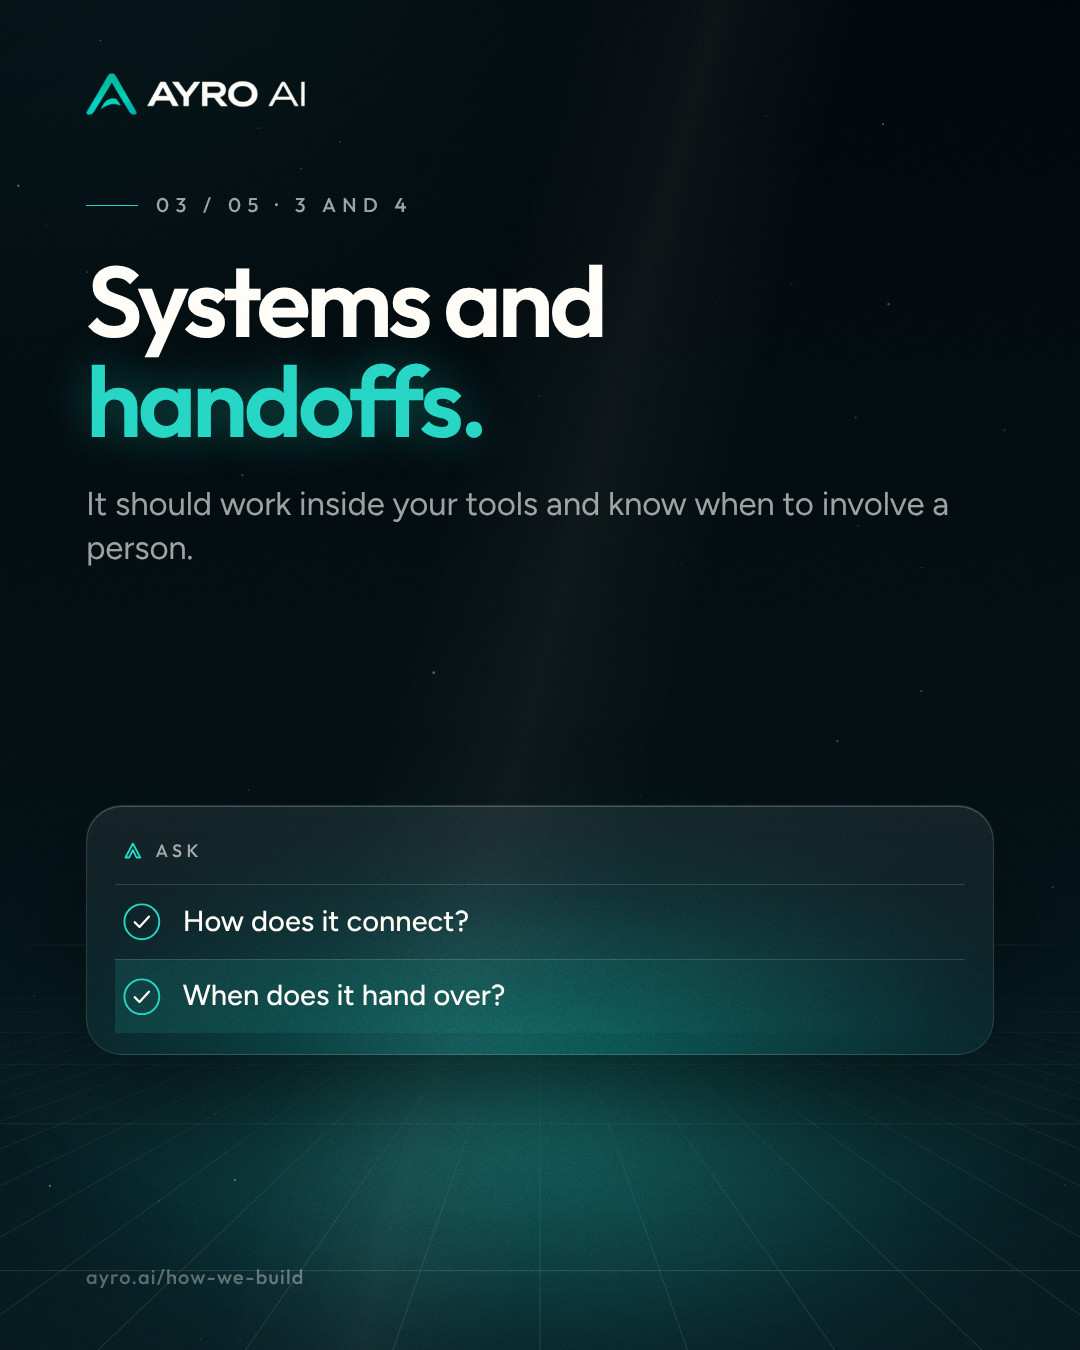 AYRO AI
03 / 05 · 3 AND 4
Systems and
handoffs.
It should work inside your tools and know when to involve a
person.
ASK
How does it connect?
When does it hand over?
ayro.ai/how-we-build